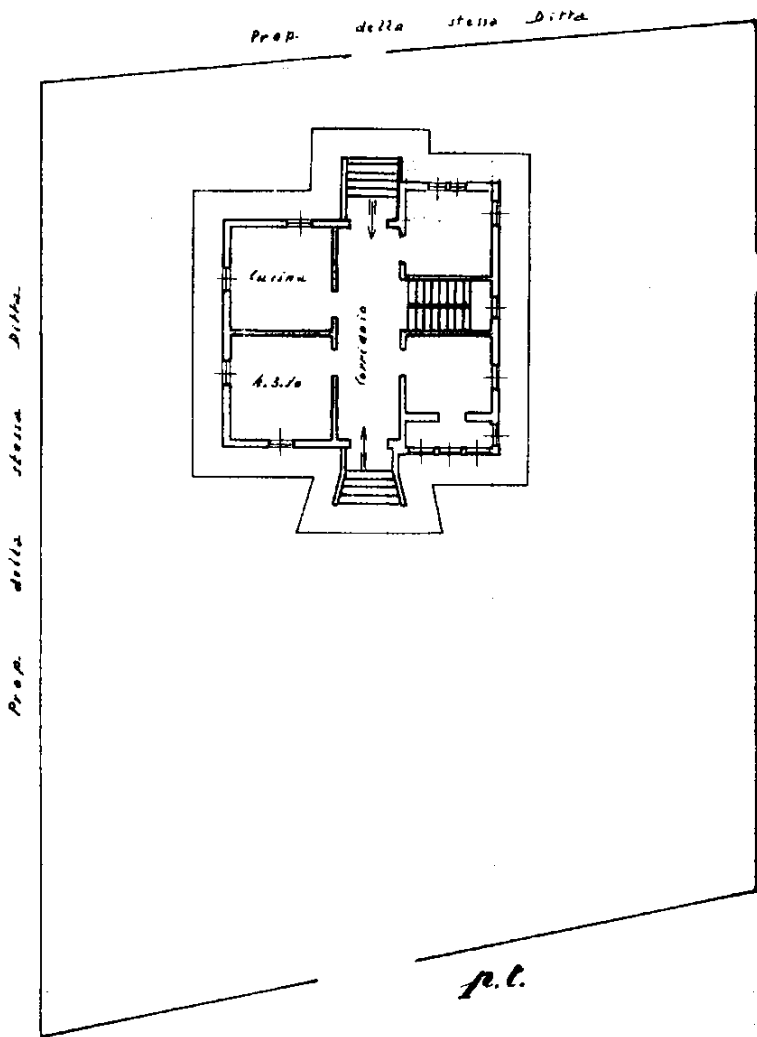 Prop. della stessa Ditta
Prop. della stessa Ditta
Cucina
Corridoio
p.t.